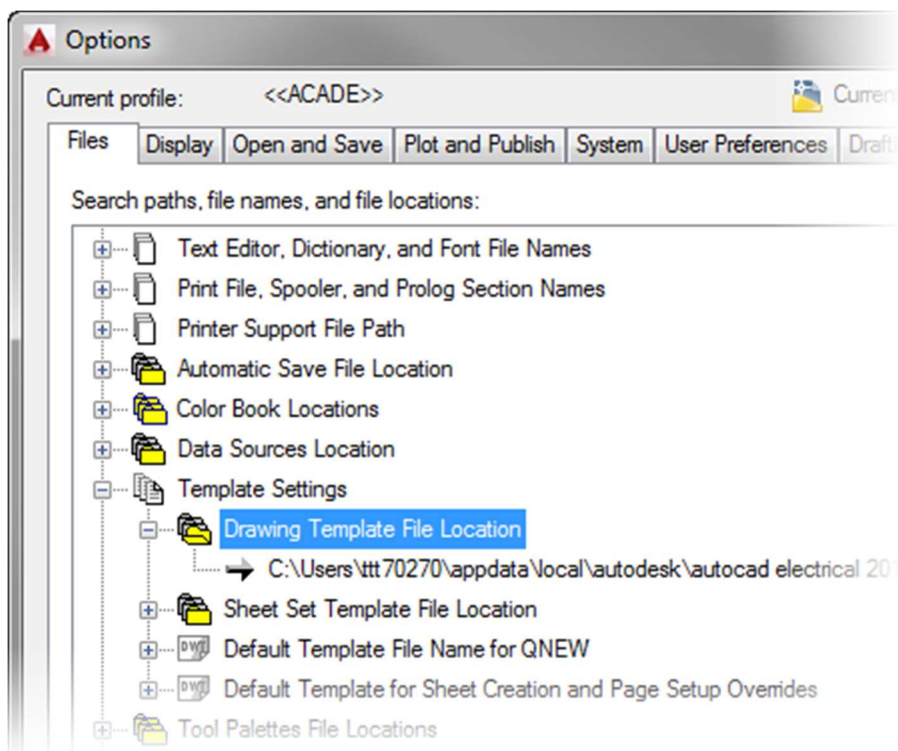 Options
Current profile: <<ACADE>> Curren
Files Display Open and Save Plot and Publish System User Preferences Draft
Search paths, file names, and file locations:
Text Editor, Dictionary, and Font File Names
Print File, Spooler, and Prolog Section Names
Printer Support File Path
Automatic Save File Location
Color Book Locations
Data Sources Location
Template Settings
Drawing Template File Location
C:\Users\ttt70270\appdata\local\autodesk\autocad electrical 201
Sheet Set Template File Location
Default Template File Name for QNEW
Default Template for Sheet Creation and Page Setup Overrides
Tool Palettes File Locations